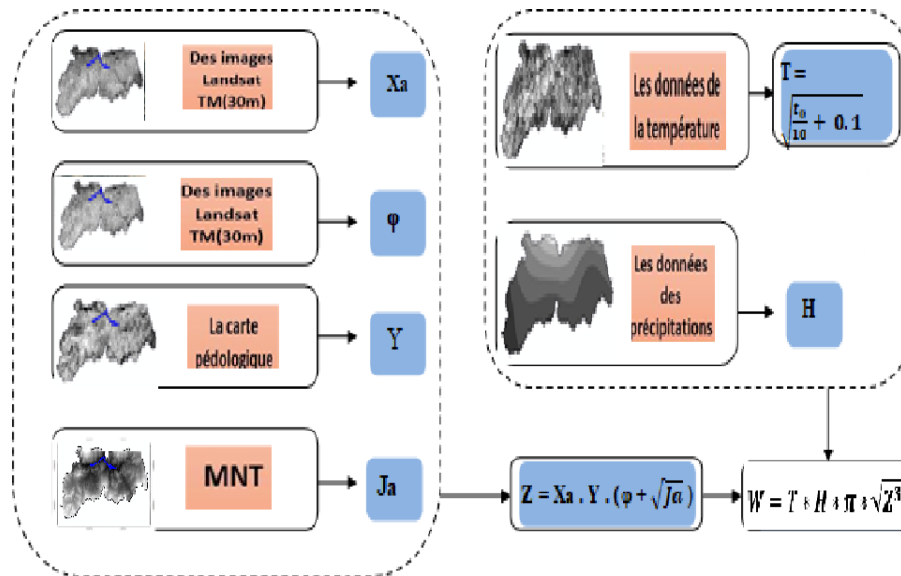 Des images
Landsat
TM(30m)
Xa
Des images
Landsat
TM(30m)
φ
La carte
pédologique
Y
MNT
Ja
Les données de
la température
T =
√(t₀/10 + 0.1)
Les données
des
précipitations
H
Z = Xa . Y . (φ + √Ja )
W = T * H * π * √Z³